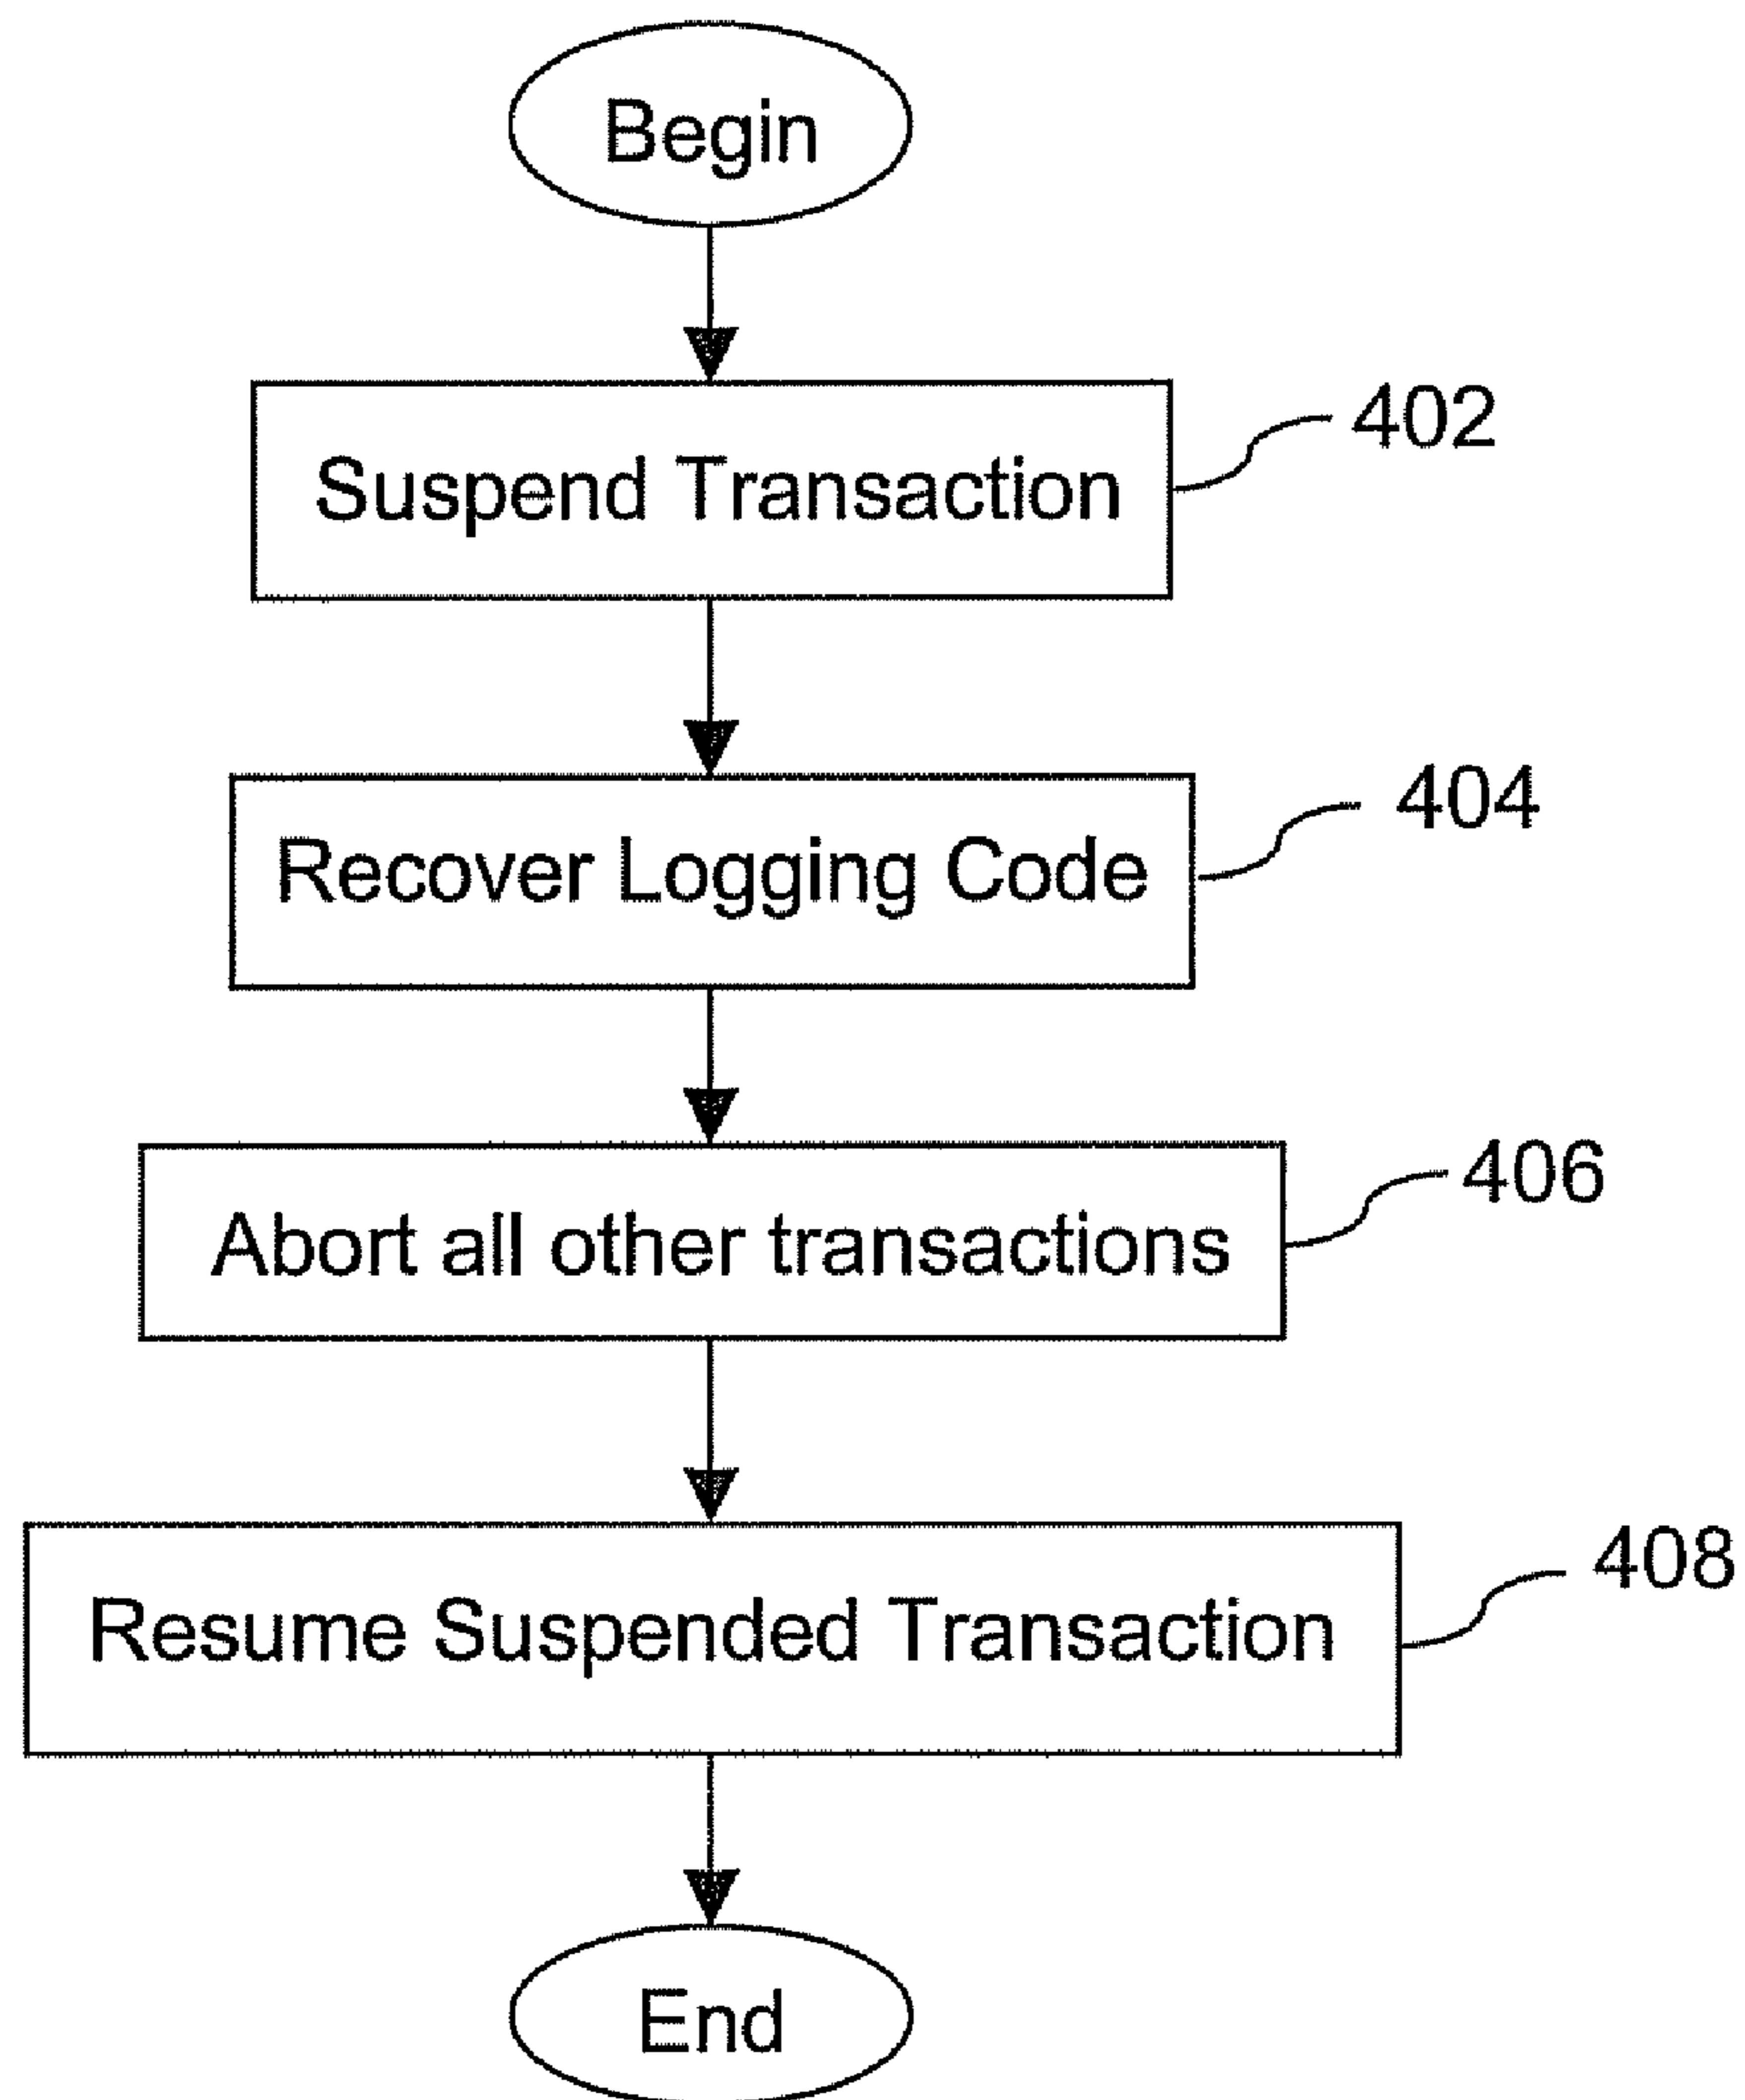 Begin
Suspend Transaction
402
Recover Logging Code
404
Abort all other transactions
406
Resume Suspended Transaction
408
End